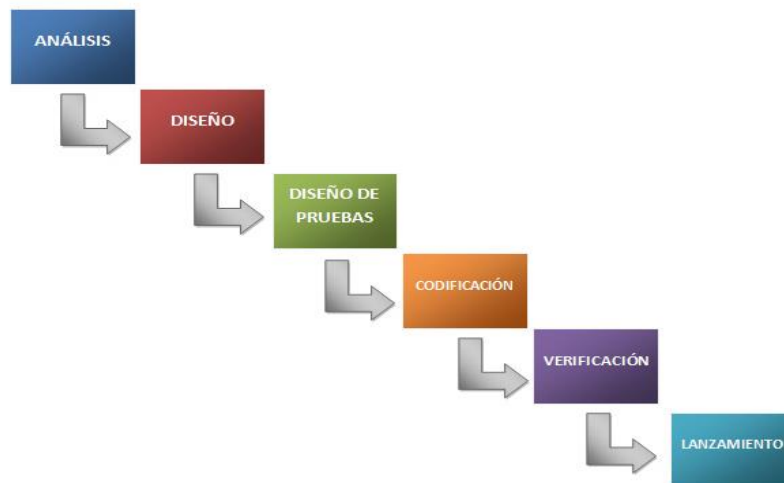 ANÁLISIS
DISEÑO
DISEÑO DE
PRUEBAS
CODIFICACIÓN
VERIFICACIÓN
LANZAMIENTO